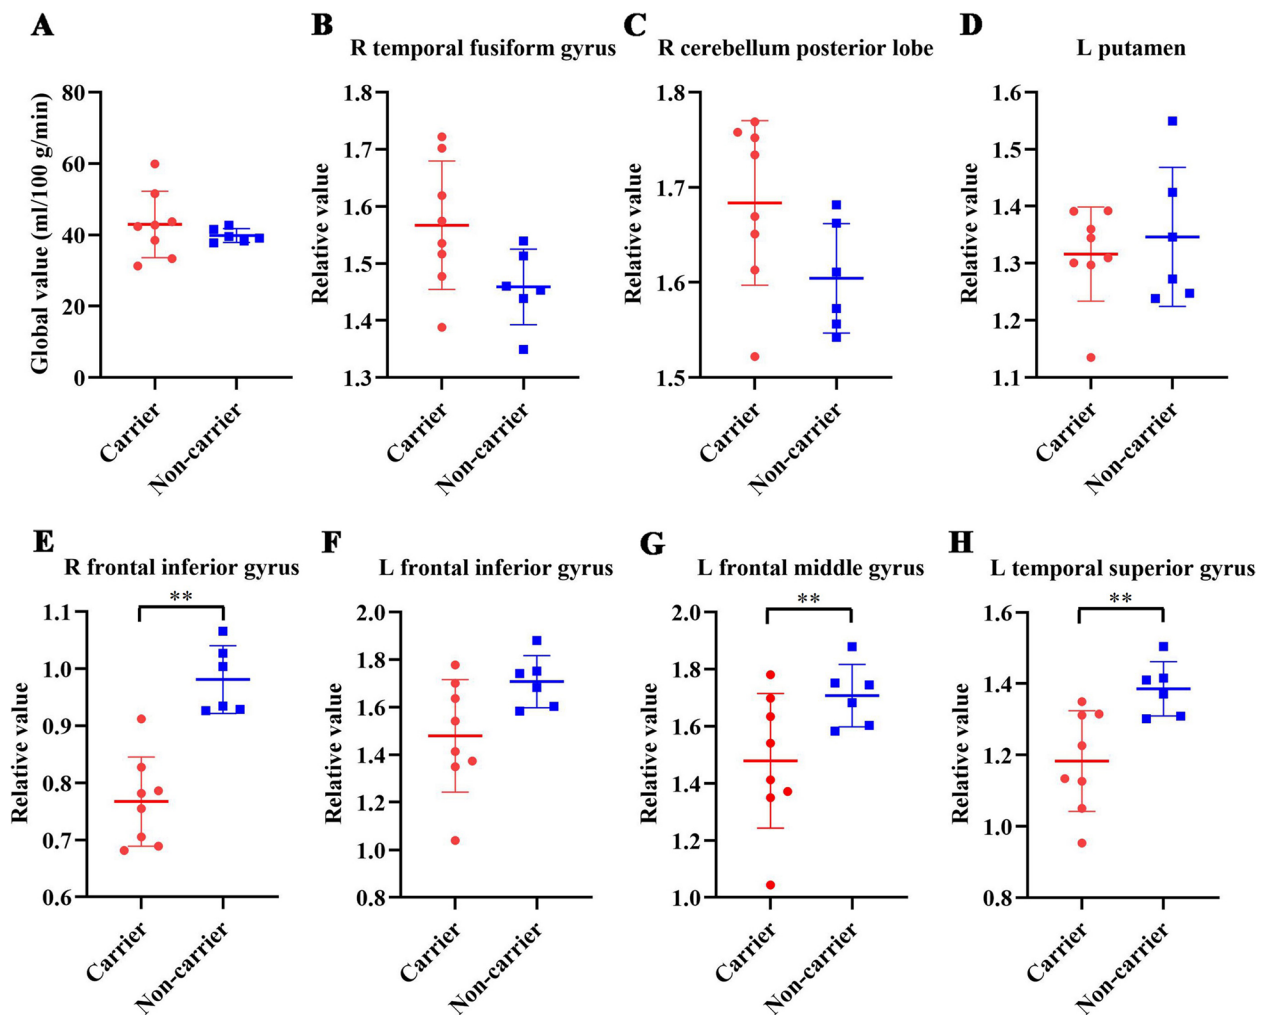 A
B
R temporal fusiform gyrus
C
R cerebellum posterior lobe
D
L putamen
Global value (ml/100 g/min)
80
60
40
20
0
Carrier
Non-carrier
Relative value
1.8
1.7
1.6
1.5
1.4
1.3
Carrier
Non-carrier
Relative value
1.8
1.7
1.6
1.5
Carrier
Non-carrier
Relative value
1.6
1.5
1.4
1.3
1.2
1.1
Carrier
Non-carrier
E
R frontal inferior gyrus
F
L frontal inferior gyrus
G
L frontal middle gyrus
H
L temporal superior gyrus
Relative value
1.1
1.0
0.9
0.8
0.7
0.6
**
Carrier
Non-carrier
Relative value
2.0
1.8
1.6
1.4
1.2
1.0
0.8
Carrier
Non-carrier
Relative value
2.0
1.8
1.6
1.4
1.2
1.0
**
Carrier
Non-carrier
Relative value
1.6
1.4
1.2
1.0
0.8
**
Carrier
Non-carrier